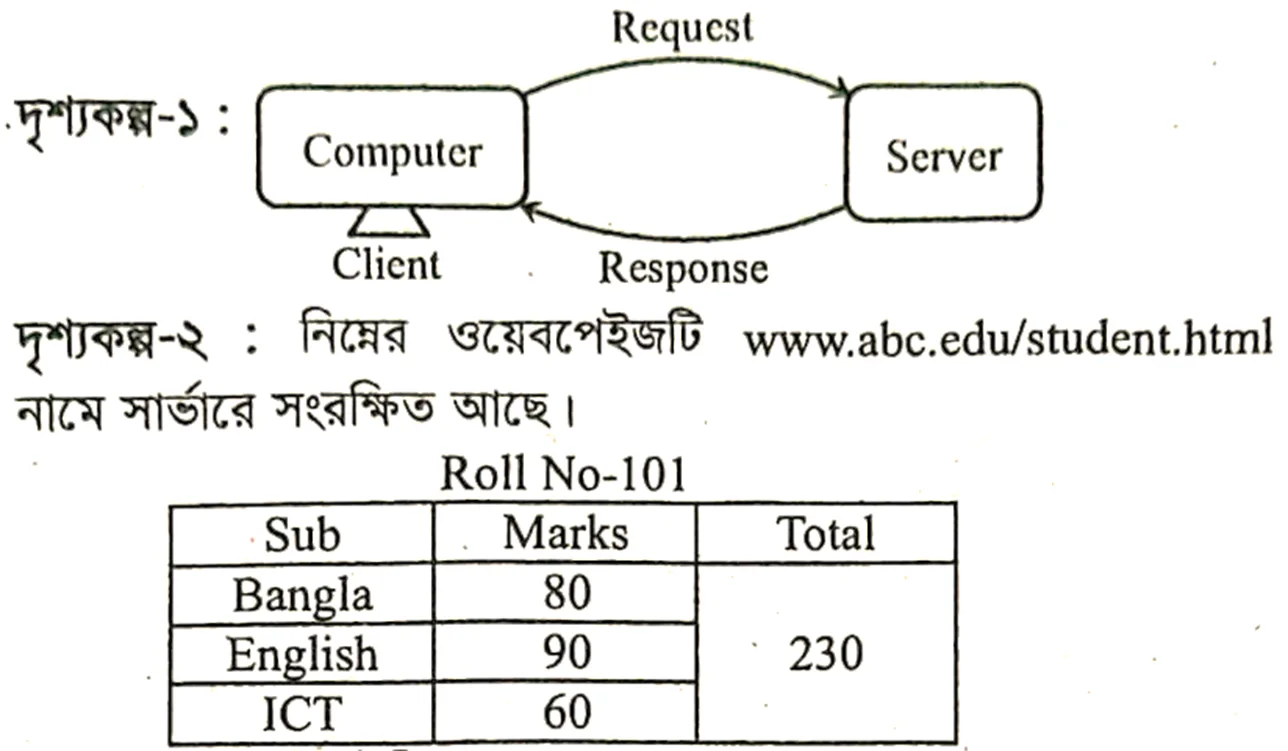 Request
দৃশ্যকল্প-১ :
Computer
Server
Client
Response
দৃশ্যকল্প-২ : নিম্নের ওয়েবপেইজটি www.abc.edu/student.html
নামে সার্ভারে সংরক্ষিত আছে।
Roll No-101
Sub Marks Total
Bangla 80
English 90 230
ICT 60